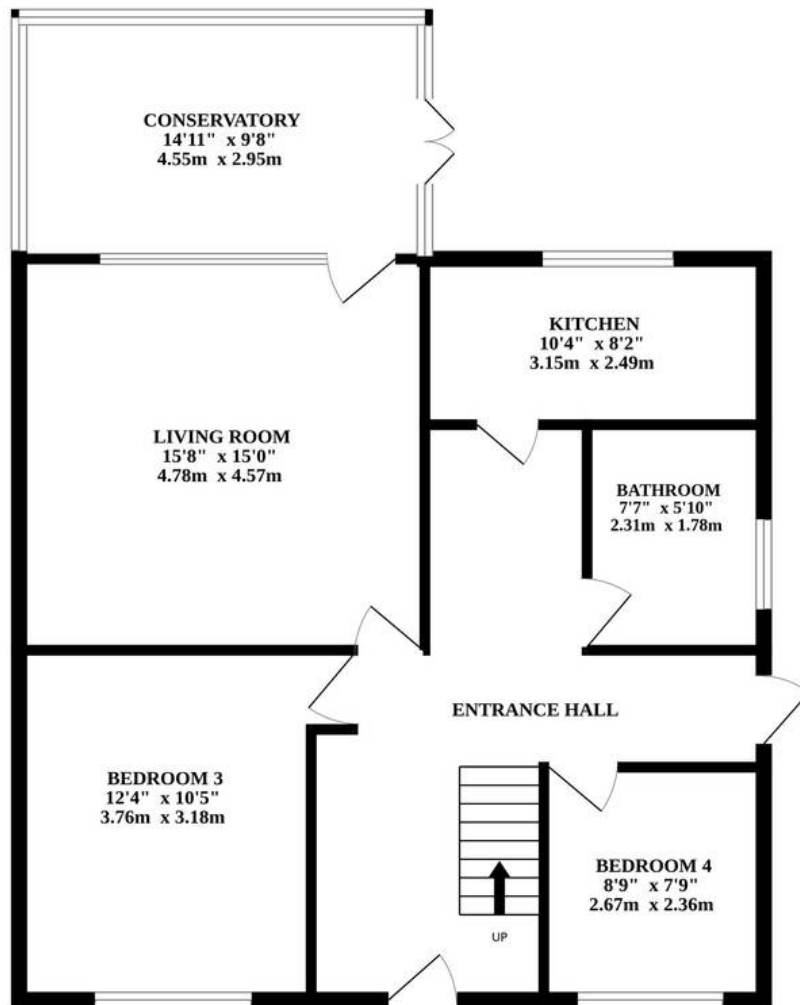 CONSERVATORY
14'11" x 9'8"
4.55m x 2.95m
KITCHEN
10'4" x 8'2"
3.15m x 2.49m
LIVING ROOM
15'8" x 15'0"
4.78m x 4.57m
BATHROOM
7'7" x 5'10"
2.31m x 1.78m
ENTRANCE HALL
BEDROOM 3
12'4" x 10'5"
3.76m x 3.18m
BEDROOM 4
8'9" x 7'9"
2.67m x 2.36m
UP